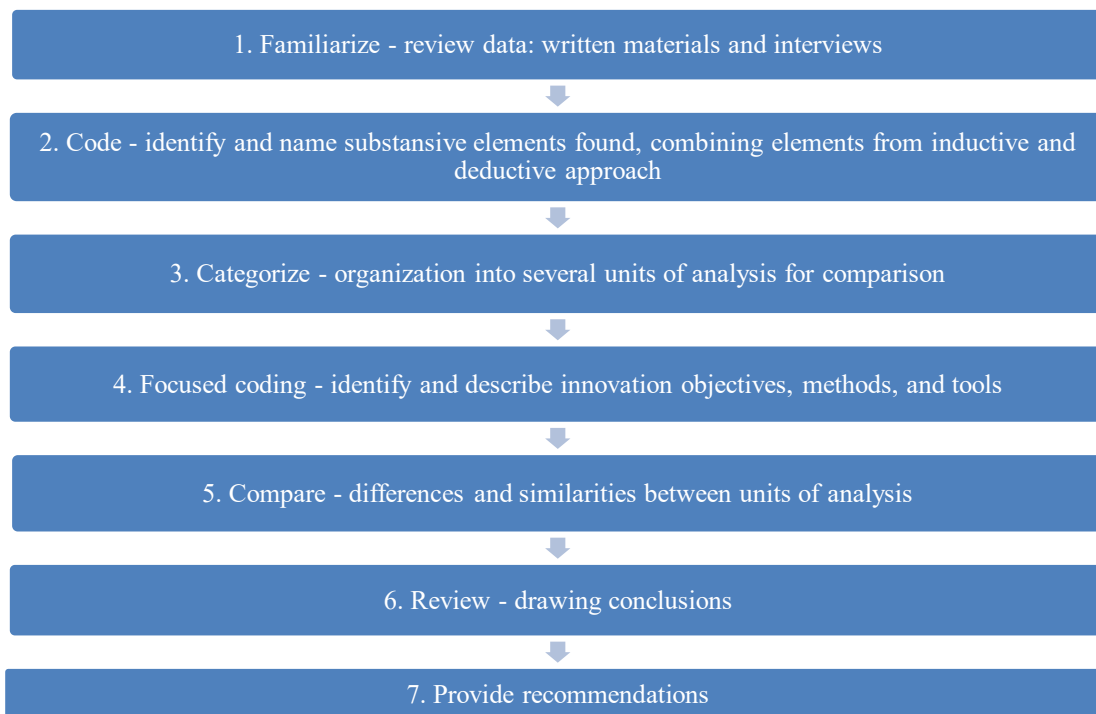 1. Familiarize - review data: written materials and interviews
2. Code - identify and name substansive elements found, combining elements from inductive and
deductive approach
3. Categorize - organization into several units of analysis for comparison
4. Focused coding - identify and describe innovation objectives, methods, and tools
5. Compare - differences and similarities between units of analysis
6. Review - drawing conclusions
7. Provide recommendations